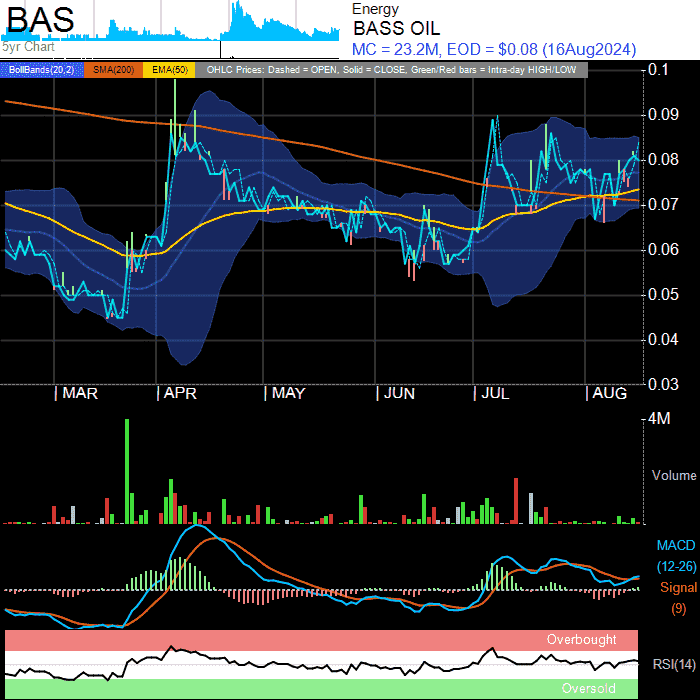 BAS
5yr Chart
Energy
BASS OIL
MC = 23.2M, EOD = $0.08 (16Aug2024)
BollBands(20,2) SMA(200) EMA(50) OHLC Prices: Dashed = OPEN, Solid = CLOSE, Green/Red bars = Intra-day HIGH/LOW
0.1
0.09
0.08
0.07
0.06
0.05
0.04
0.03
MAR APR MAY JUN JUL AUG
4M
Volume
MACD
(12-26)
Signal
(9)
Overbought
RSI(14)
Oversold